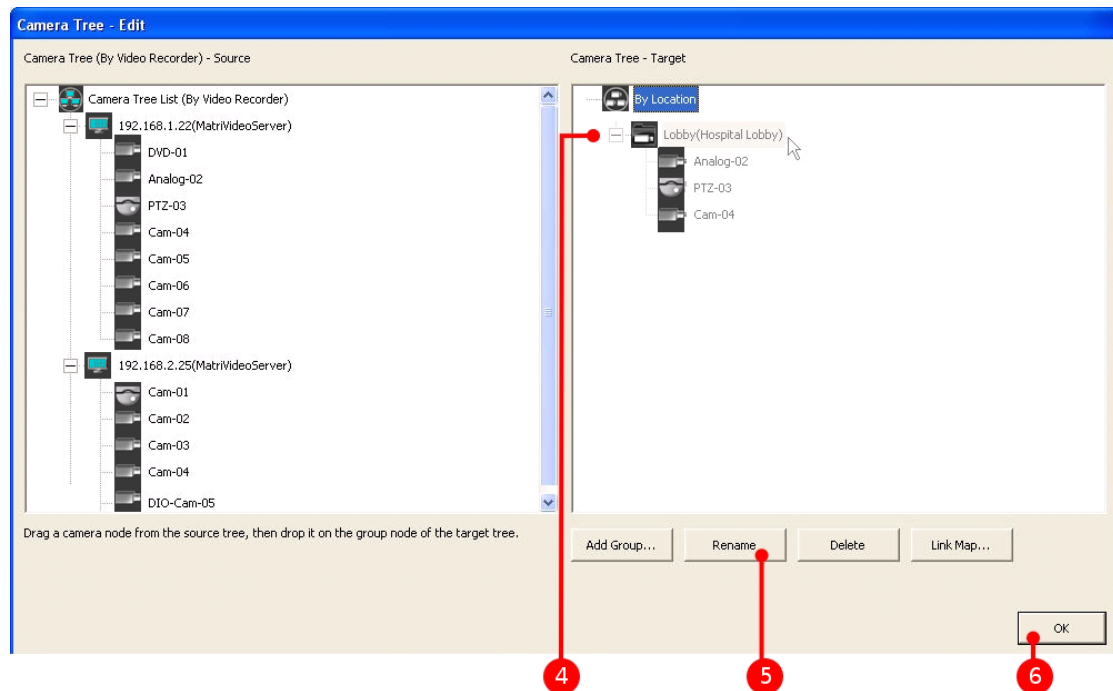 Camera Tree - Edit
Camera Tree (By Video Recorder) - Source
Camera Tree List (By Video Recorder)
192.168.1.22(MatriVideoServer)
DVD-01
Analog-02
PTZ-03
Cam-04
Cam-05
Cam-06
Cam-07
Cam-08
192.168.2.25(MatriVideoServer)
Cam-01
Cam-02
Cam-03
Cam-04
DIO-Cam-05
Drag a camera node from the source tree, then drop it on the group node of the target tree.
Camera Tree - Target
By Location
Lobby(Hospital Lobby)
Analog-02
PTZ-03
Cam-04
Add Group...
Rename
Delete
Link Map...
OK
4
5
6